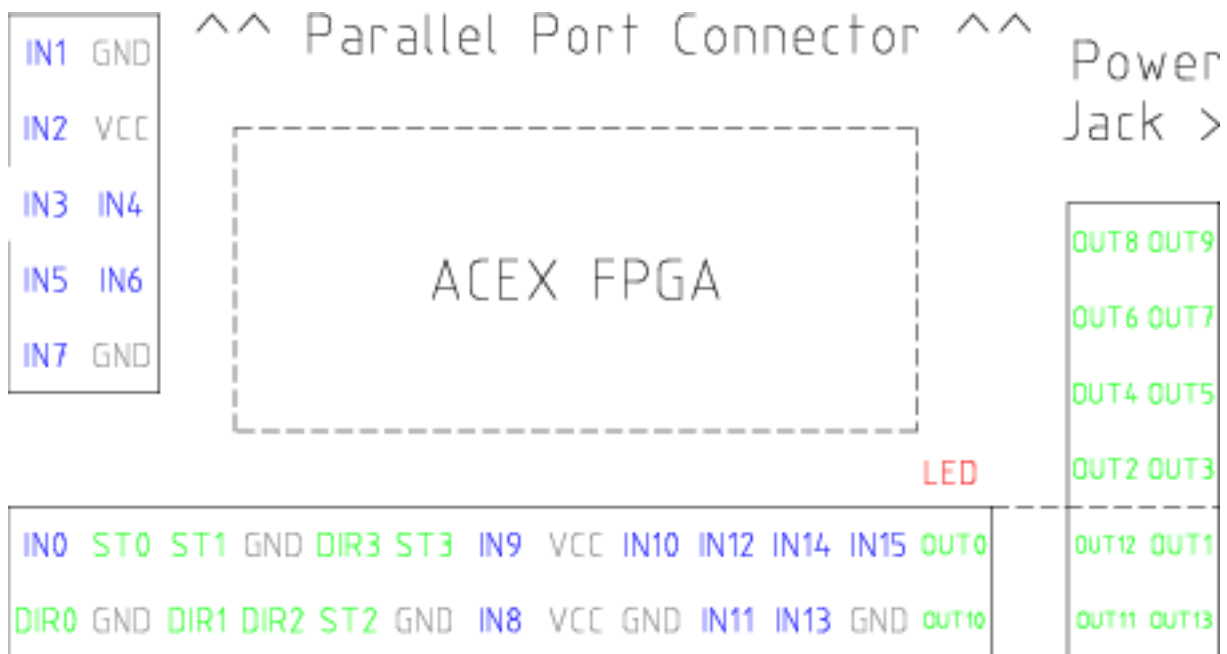 ^^ Parallel Port Connector ^^
Power
Jack >
IN1 GND
IN2 VCC
IN3 IN4
IN5 IN6
IN7 GND
ACEX FPGA
OUT8 OUT9
OUT6 OUT7
OUT4 OUT5
OUT2 OUT3
LED
IN0 ST0 ST1 GND DIR3 ST3 IN9 VCC IN10 IN12 IN14 IN15 OUT0
DIR0 GND DIR1 DIR2 ST2 GND IN8 VCC GND IN11 IN13 GND OUT10
OUT12 OUT1
OUT11 OUT13